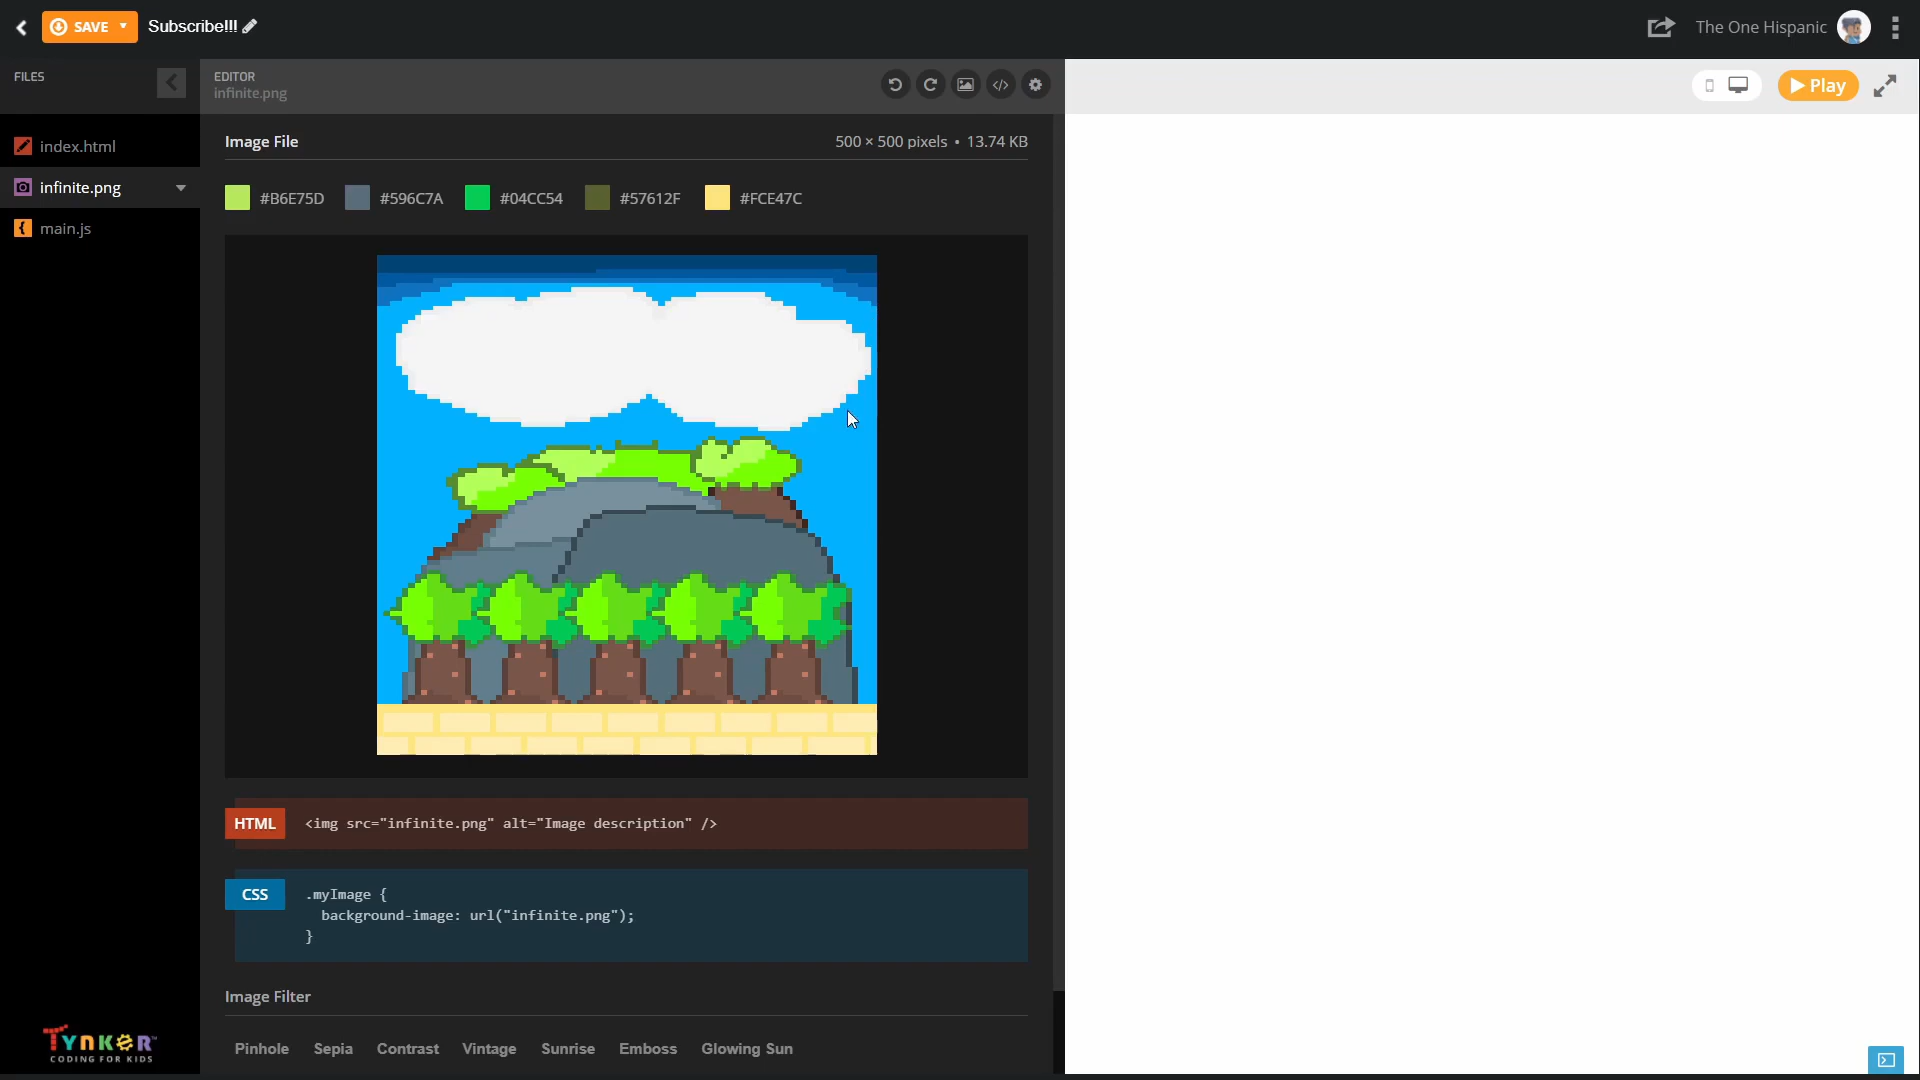 SAVE
Subscribe!!!
The One Hispanic
FILES
EDITOR
infinite.png
Play
index.html
infinite.png
main.js
Image File
500 × 500 pixels • 13.74 KB
#B6E75D
#596C7A
#04CC54
#57612F
#FCE47C
HTML
<img src="infinite.png" alt="Image description" />
CSS
.myImage {
background-image: url("infinite.png");
}
Image Filter
Pinhole
Sepia
Contrast
Vintage
Sunrise
Emboss
Glowing Sun
TYNKER
CODING FOR KIDS